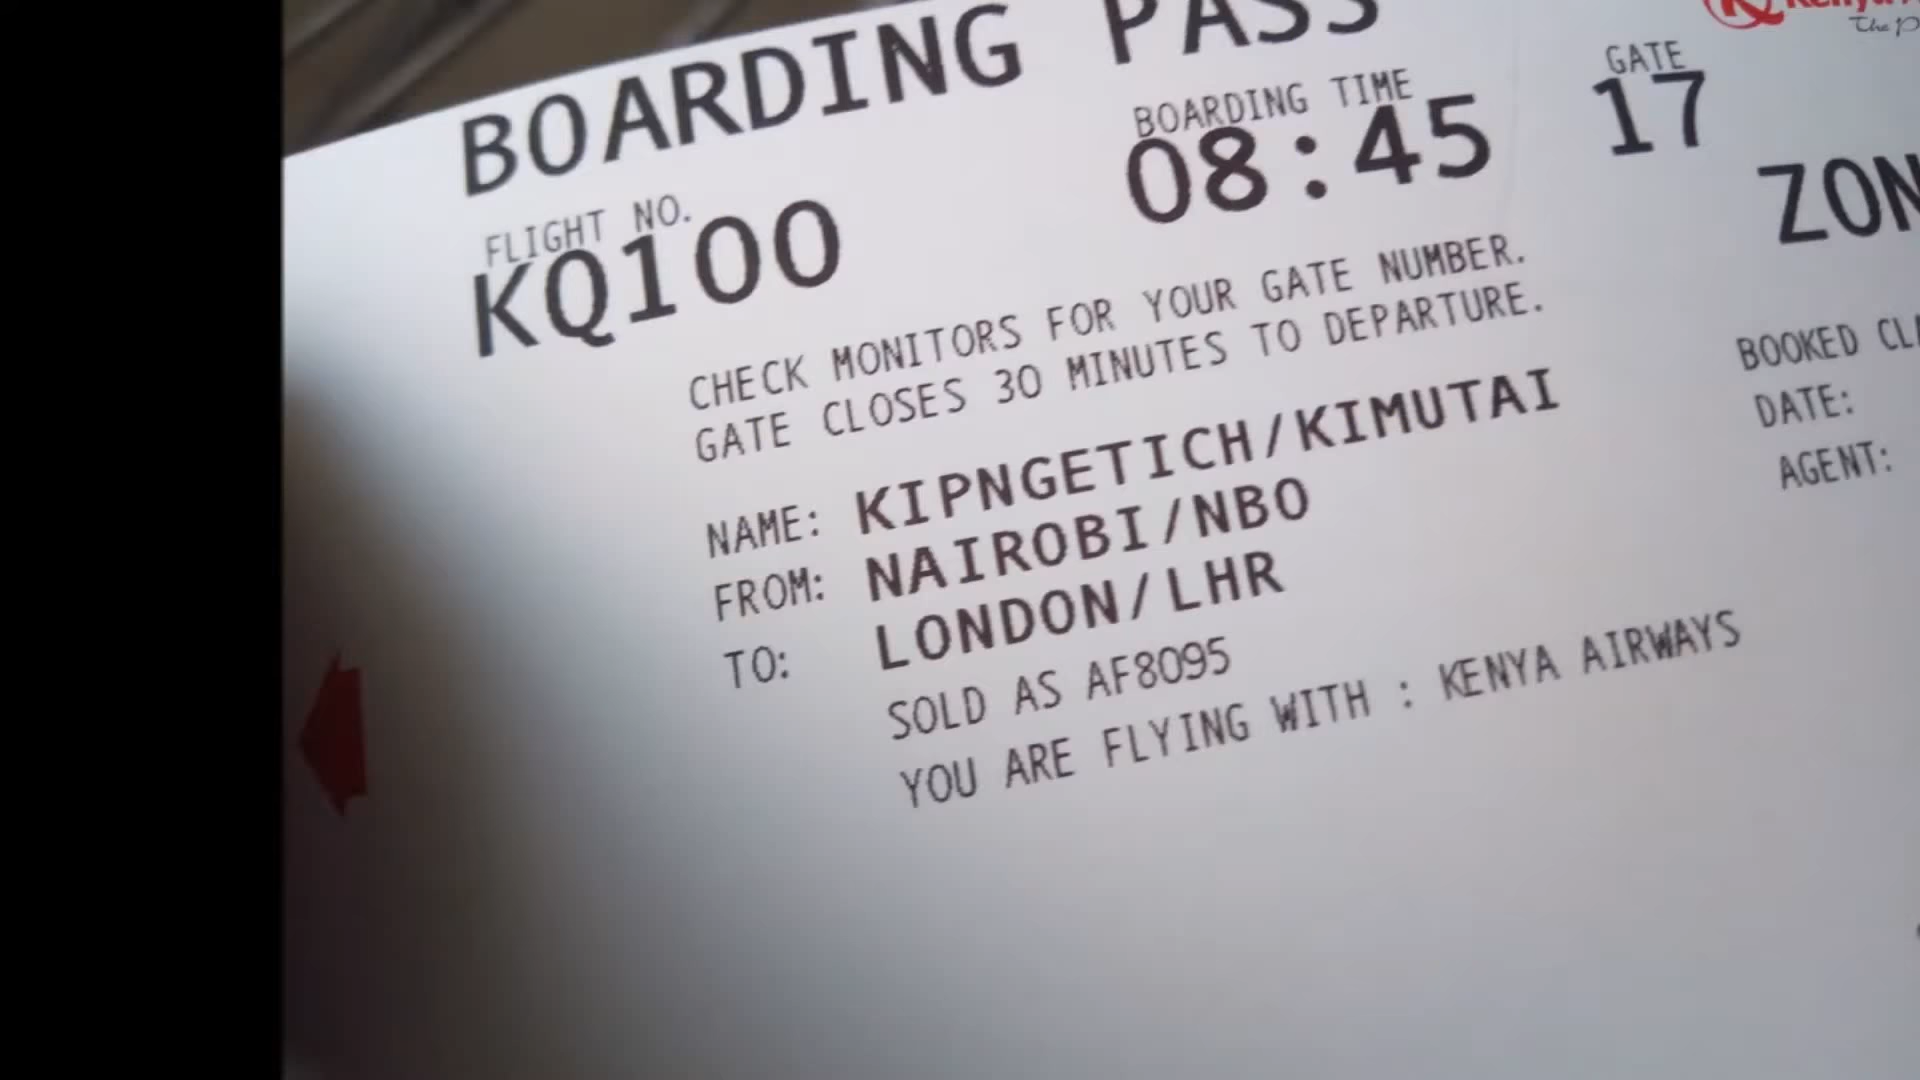 BOARDING PASS
FLIGHT NO.
KQ100
BOARDING TIME
08:45
GATE
17
CHECK MONITORS FOR YOUR GATE NUMBER.
GATE CLOSES 30 MINUTES TO DEPARTURE.
NAME: KIPNGETICH/KIMUTAI
FROM: NAIROBI/NBO
TO: LONDON/LHR
SOLD AS AF8095
YOU ARE FLYING WITH : KENYA AIRWAYS
BOOKED
DATE:
AGENT:
The